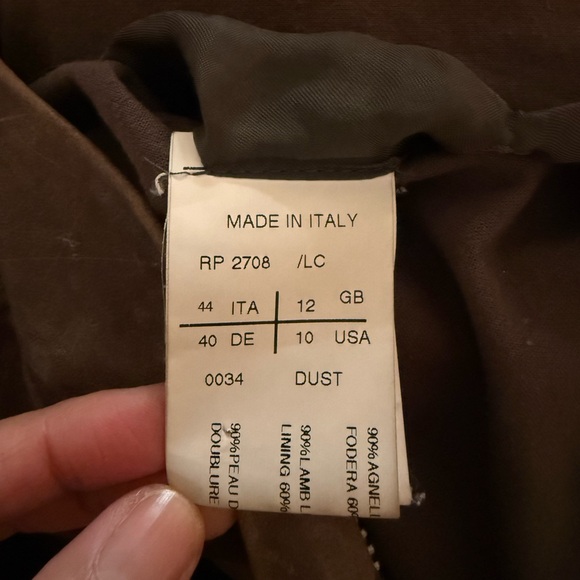 MADE IN ITALY
RP 2708 /LC
44 ITA 12 GB
40 DE 10 USA
0034 DUST
90%PEAU D
DOUBLURE
90%LAMB L
LINING 60%
90%AGNEL
FODERA 60%